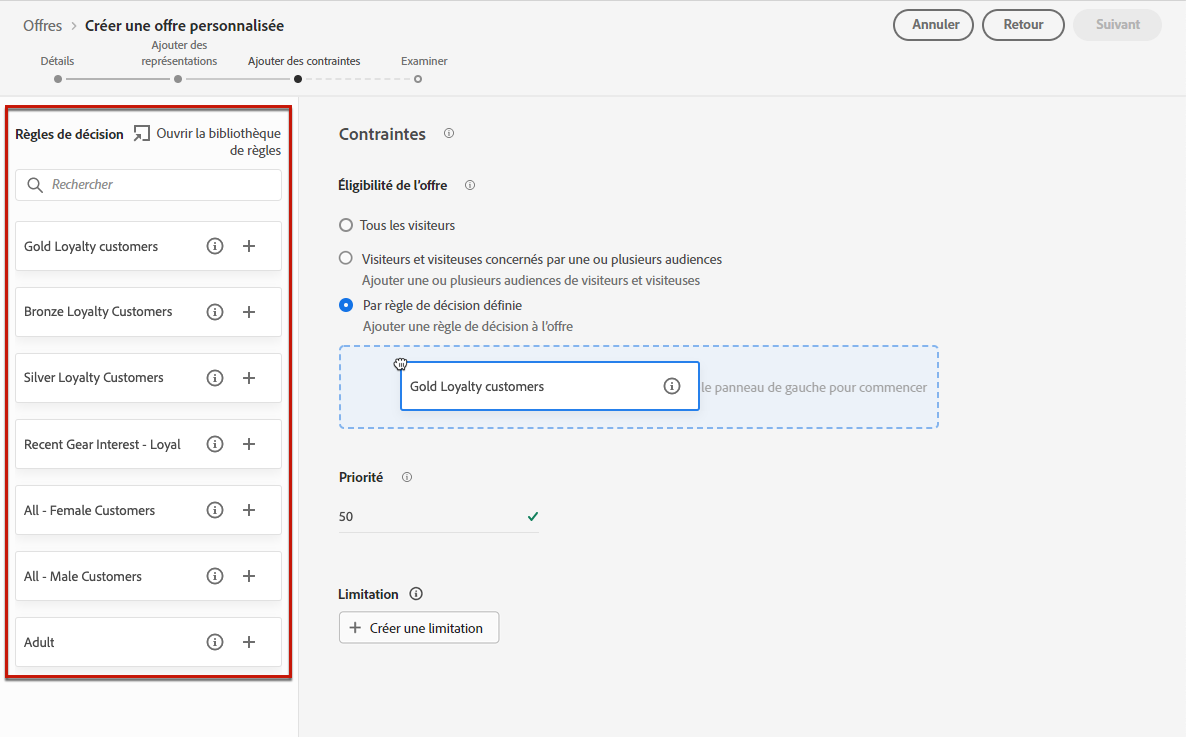 Offres > Créer une offre personnalisée
Annuler
Retour
Suivant
Détails
Ajouter des
représentations
Ajouter des contraintes
Examiner
Règles de décision
Ouvrir la bibliothèque
de règles
Rechercher
Gold Loyalty customers
Bronze Loyalty Customers
Silver Loyalty Customers
Recent Gear Interest - Loyal
All - Female Customers
All - Male Customers
Adult
Contraintes
Éligibilité de l'offre
Tous les visiteurs
Visiteurs et visiteuses concernés par une ou plusieurs audiences
Ajouter une ou plusieurs audiences de visiteurs et visiteuses
Par règle de décision définie
Ajouter une règle de décision à l'offre
Gold Loyalty customers
le panneau de gauche pour commencer
Priorité
50
Limitation
Créer une limitation